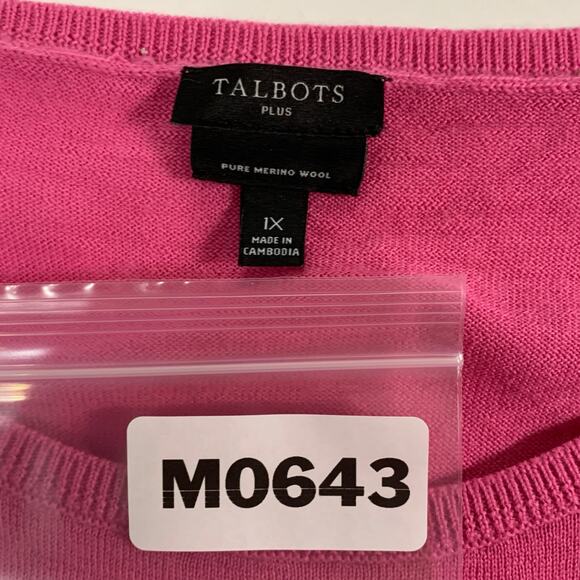 TALBOTS
PLUS
PURE MERINO WOOL
1X
MADE IN
CAMBODIA
M0643